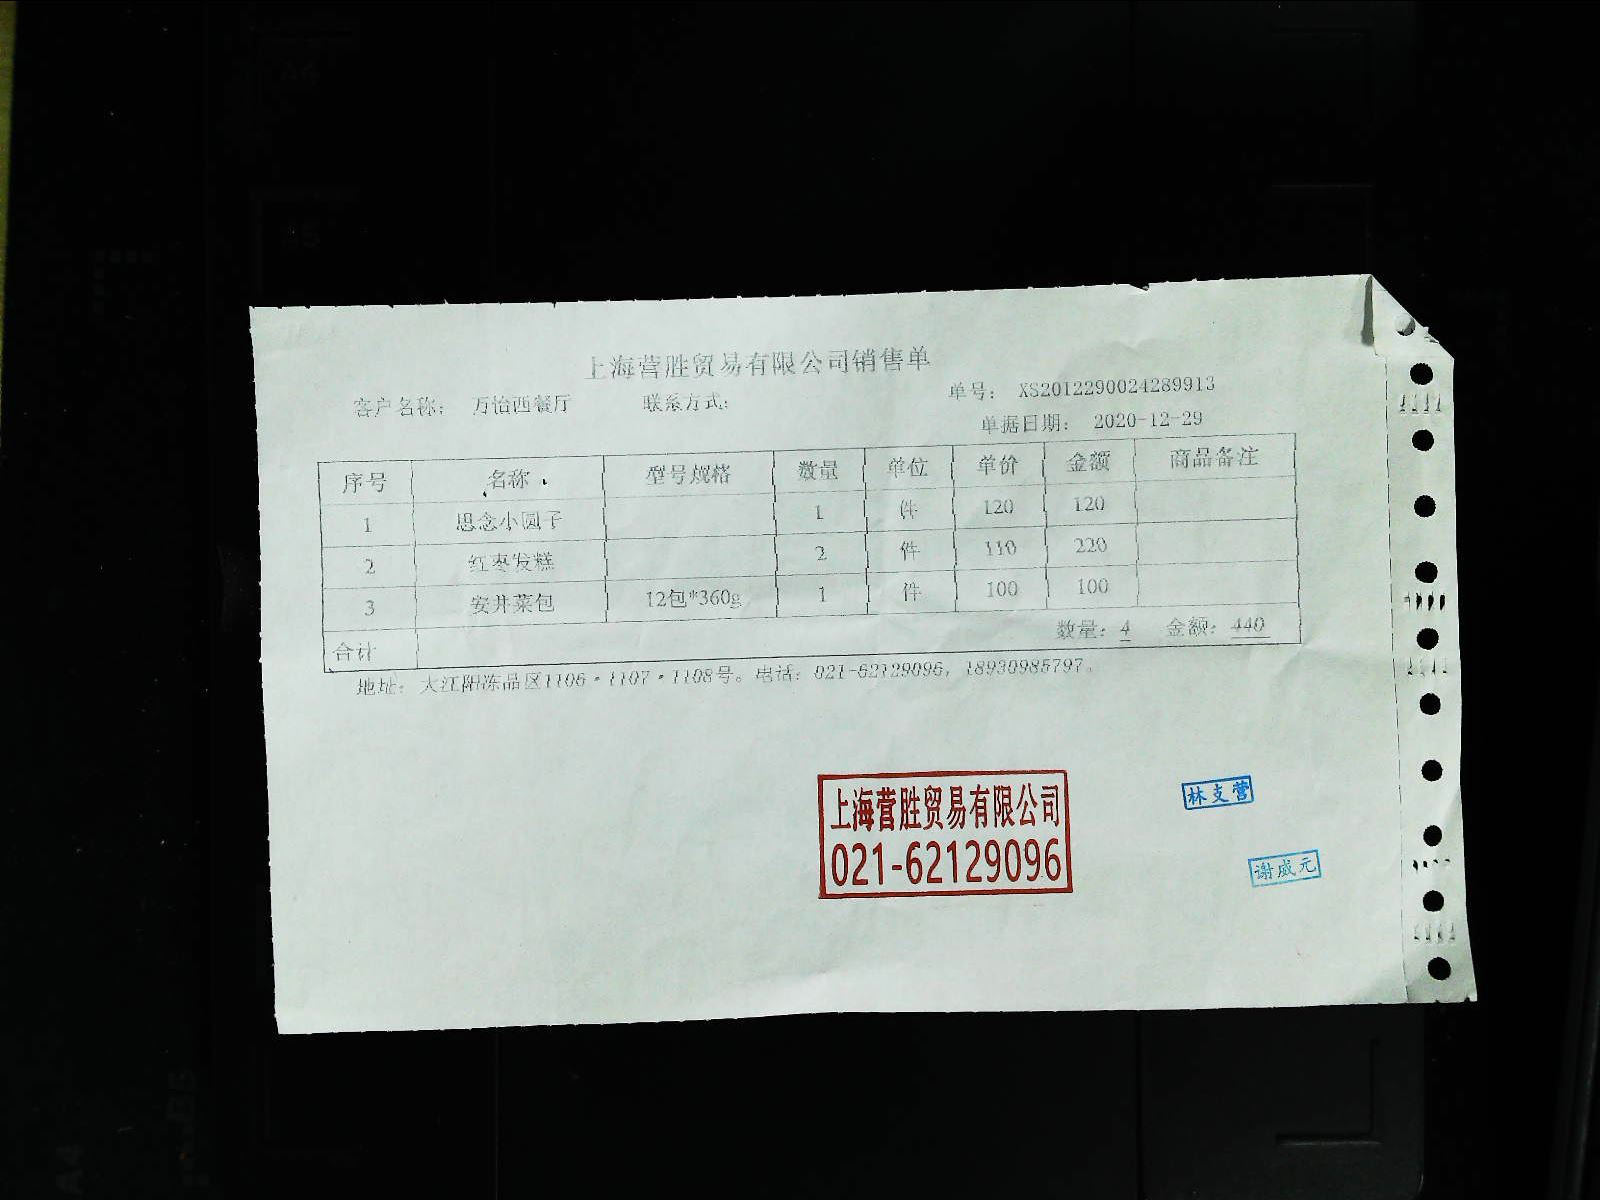 上海营胜贸易有限公司销售单
客户名称： 万怡西餐厅 联系方式： 单号： XS2012290024289913
单据日期： 2020-12-29
序号 名称 型号规格 数量 单位 单价 金额 商品备注
1 思念小圆子 1 件 120 120
2 红枣发糕 2 件 110 220
3 安井菜包 12包*360g 1 件 100 100
合计 数量：4 金额：440
地址： 大江阳冻品区1106·1107·1108号。电话：021-62129096，18930985797。
上海营胜贸易有限公司
021-62129096
林支营
谢成元